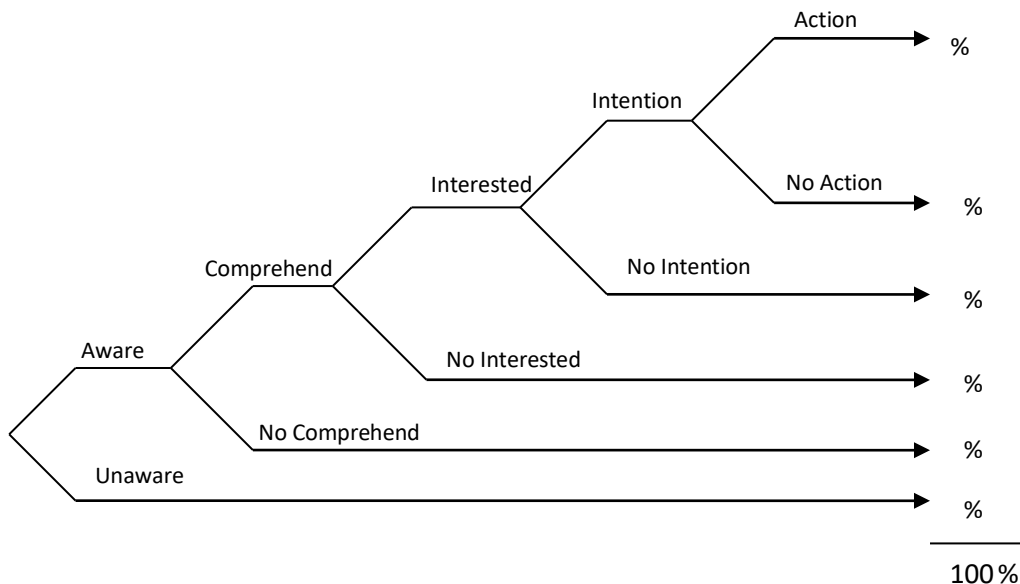 Action
%
Intention
Interested
No Action
%
Comprehend
No Intention
%
Aware
No Interested
%
No Comprehend
%
Unaware
%
100 %